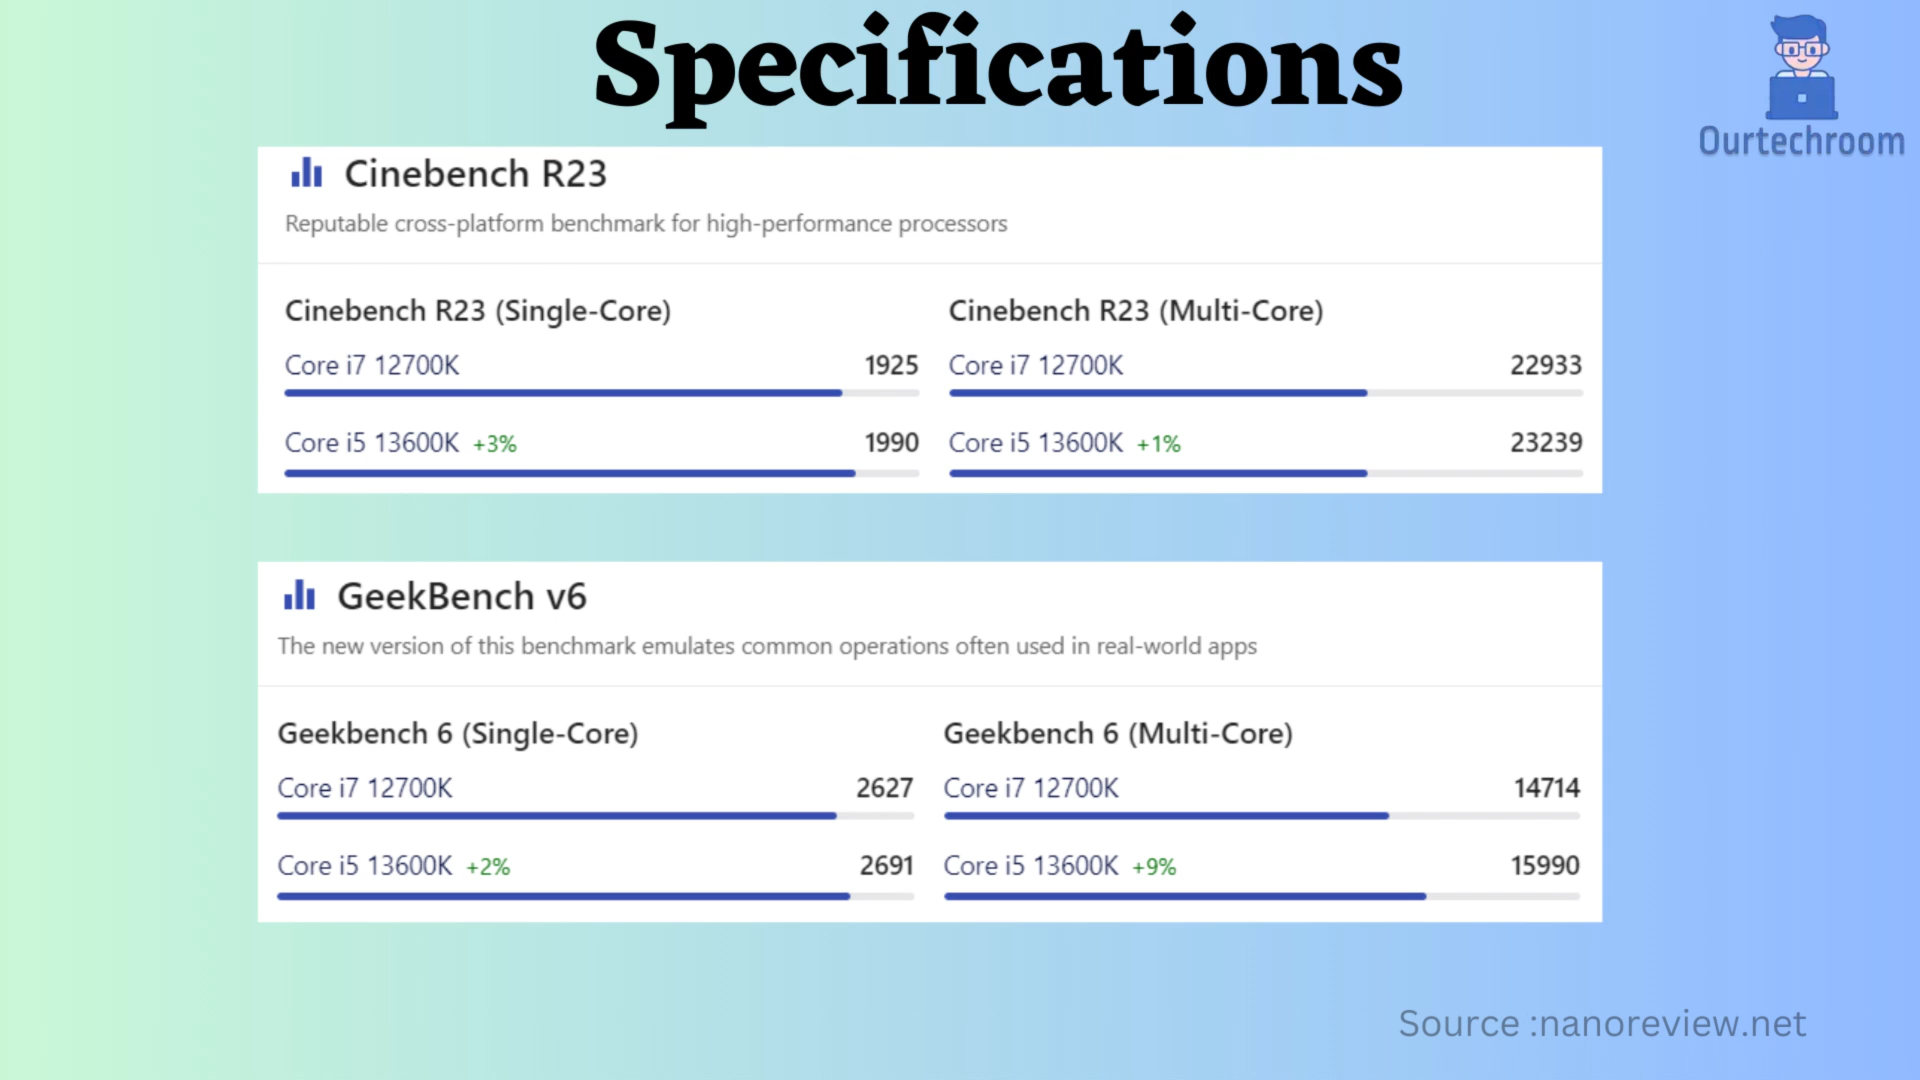 Specifications
Ourtechroom
Cinebench R23
Reputable cross-platform benchmark for high-performance processors
Cinebench R23 (Single-Core)
Core i7 12700K 1925
Core i5 13600K +3% 1990
Cinebench R23 (Multi-Core)
Core i7 12700K 22933
Core i5 13600K +1% 23239
GeekBench v6
The new version of this benchmark emulates common operations often used in real-world apps
Geekbench 6 (Single-Core)
Core i7 12700K 2627
Core i5 13600K +2% 2691
Geekbench 6 (Multi-Core)
Core i7 12700K 14714
Core i5 13600K +9% 15990
Source :nanoreview.net